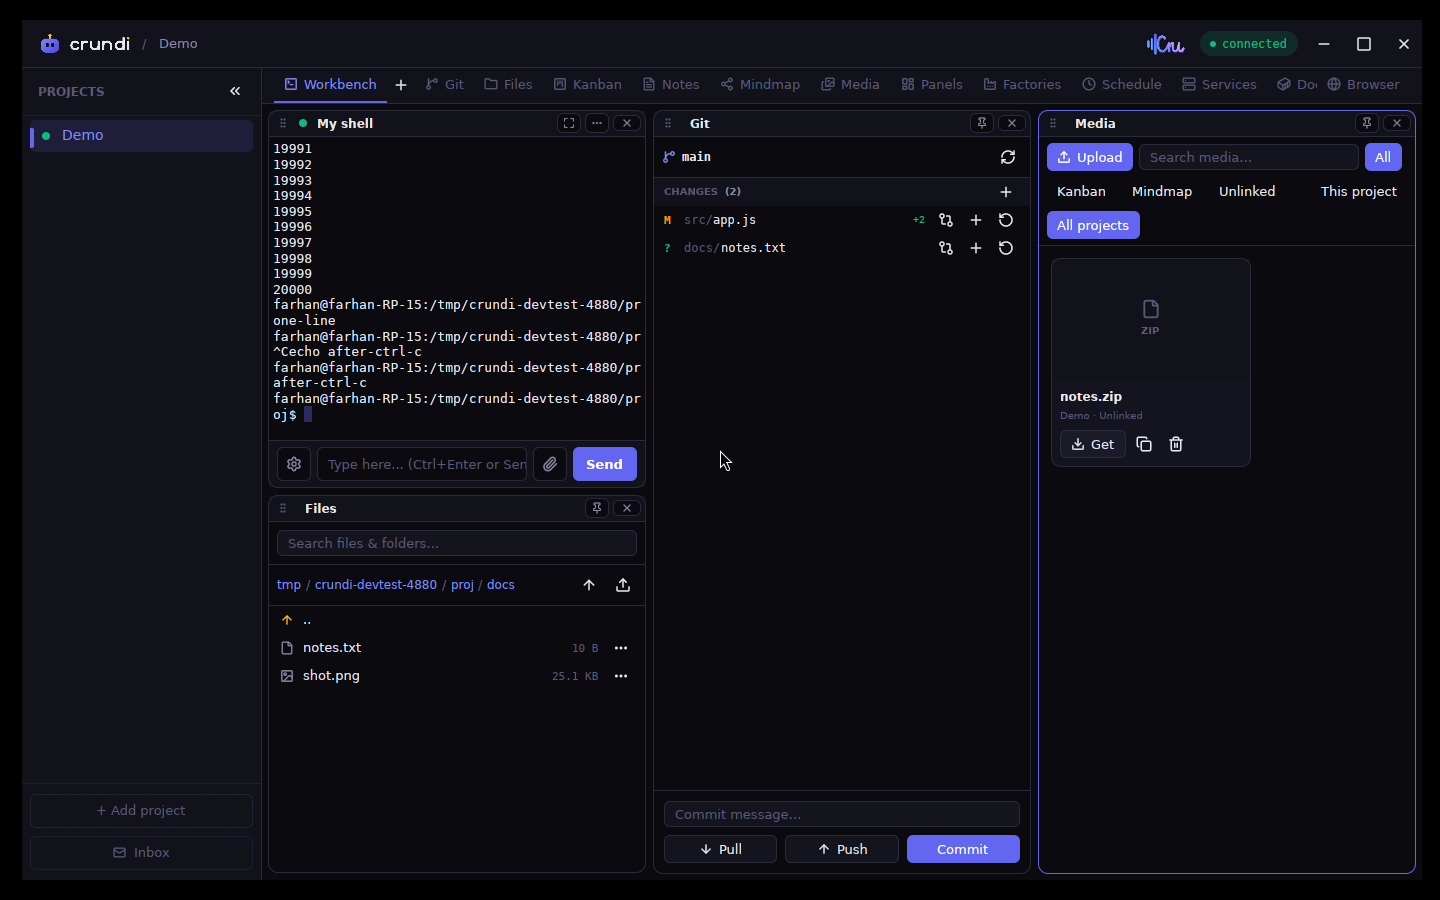 crundi / Demo
Cru
connected
PROJECTS
Demo
+ Add project
Inbox
Workbench
Git
Files
Kanban
Notes
Mindmap
Media
Panels
Factories
Schedule
Services
Doc
Browser
My shell
19991
19992
19993
19994
19995
19996
19997
19998
19999
20000
farhan@farhan-RP-15:/tmp/crundi-devtest-4880/pr
one-line
farhan@farhan-RP-15:/tmp/crundi-devtest-4880/pr
^Cecho after-ctrl-c
farhan@farhan-RP-15:/tmp/crundi-devtest-4880/pr
after-ctrl-c
farhan@farhan-RP-15:/tmp/crundi-devtest-4880/pr
oj$
Type here... (Ctrl+Enter or Sen
Send
Files
Search files & folders...
tmp / crundi-devtest-4880 / proj / docs
..
notes.txt 10 B
shot.png 25.1 KB
Git
main
CHANGES (2)
M src/app.js +2
? docs/notes.txt
Commit message...
Pull
Push
Commit
Media
Upload
Search media...
All
Kanban
Mindmap
Unlinked
This project
All projects
ZIP
notes.zip
Demo · Unlinked
Get